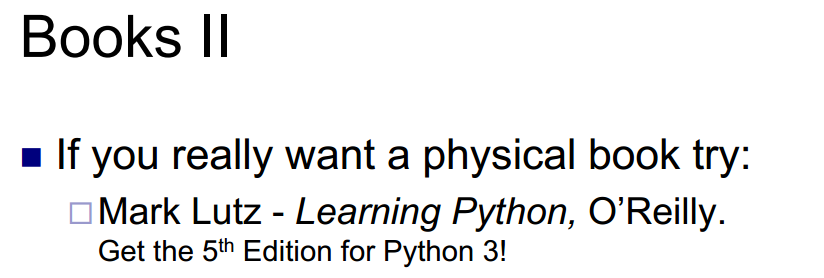 Books II
If you really want a physical book try:
Mark Lutz - Learning Python, O’Reilly.
Get the 5th Edition for Python 3!